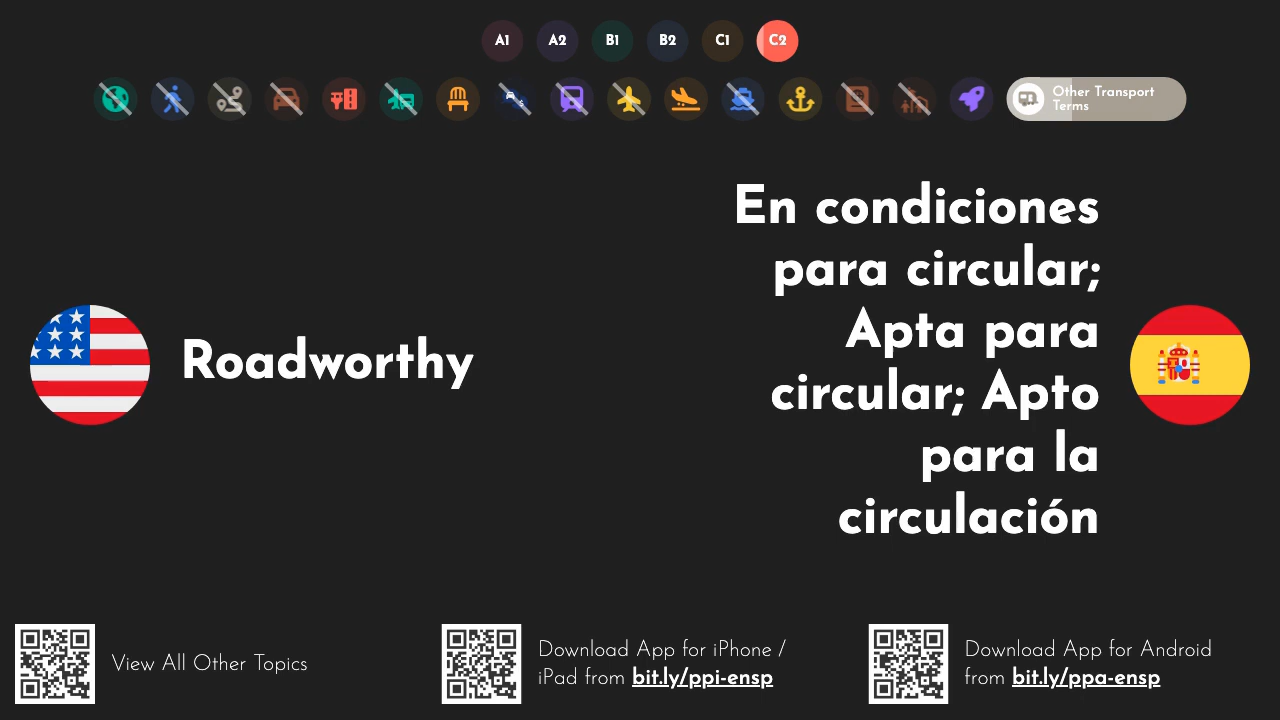 A1 A2 B1 B2 C1 C2
Other Transport
Terms
Roadworthy
En condiciones
para circular;
Apta para
circular; Apto
para la
circulación
View All Other Topics
Download App for iPhone /
iPad from bit.ly/ppi-ensp
Download App for Android
from bit.ly/ppa-ensp